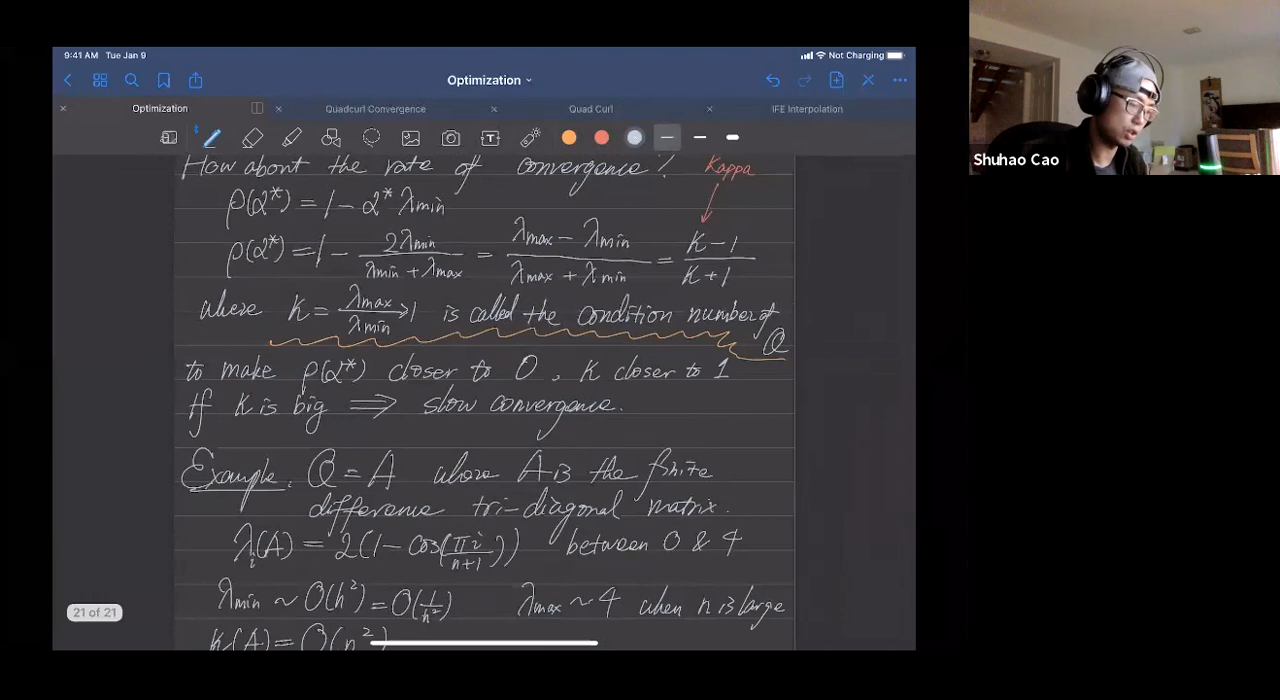 9:41 AM Tue Jan 9
Not Charging
Optimization
Optimization
Quadcurl Convergence
Quad Curl
IFE Interpolation
How about the rate of convergence?
Kappa
ρ(α*) = 1 - α* λmin
ρ(α*) = 1 - 2λmin / (λmin + λmax) = (λmax - λmin) / (λmax + λmin) = (K - 1) / (K + 1)
where K = λmax / λmin > 1 is called the condition number of Q
to make ρ(α*) closer to 0, K closer to 1
If K is big ⟹ slow convergence.
Example. Q = A where A is the finite
difference tri-diagonal matrix.
λi(A) = 2(1 - cos(πi / (n+1))) between 0 & 4
λmin ~ O(h²) = O(1/n²) λmax ~ 4 when n is large
K(A) = O(n²)
21 of 21
Shuhao Cao